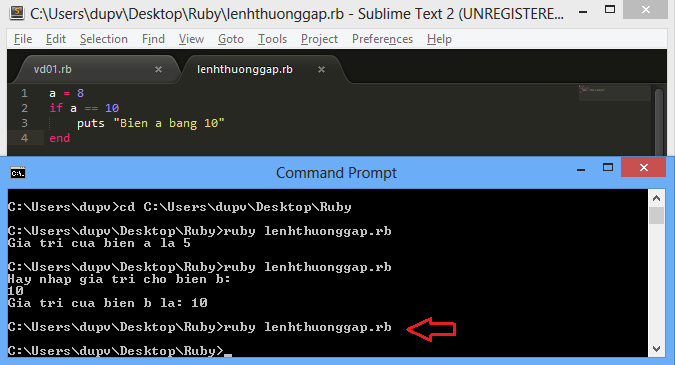 C:\Users\dupv\Desktop\Ruby\lenhthuonggap.rb - Sublime Text 2 (UNREGISTERE...
File Edit Selection Find View Goto Tools Project Preferences Help
vd01.rb × lenhthuonggap.rb ×
1 a = 8
2 if a == 10
3 puts "Bien a bang 10"
4 end
Command Prompt
C:\Users\dupv>cd C:\Users\dupv\Desktop\Ruby
C:\Users\dupv\Desktop\Ruby>ruby lenhthuonggap.rb
Gia tri cua bien a la 5
C:\Users\dupv\Desktop\Ruby>ruby lenhthuonggap.rb
Hay nhap gia tri cho bien b:
10
Gia tri cua bien b la: 10
C:\Users\dupv\Desktop\Ruby>ruby lenhthuonggap.rb
C:\Users\dupv\Desktop\Ruby>_